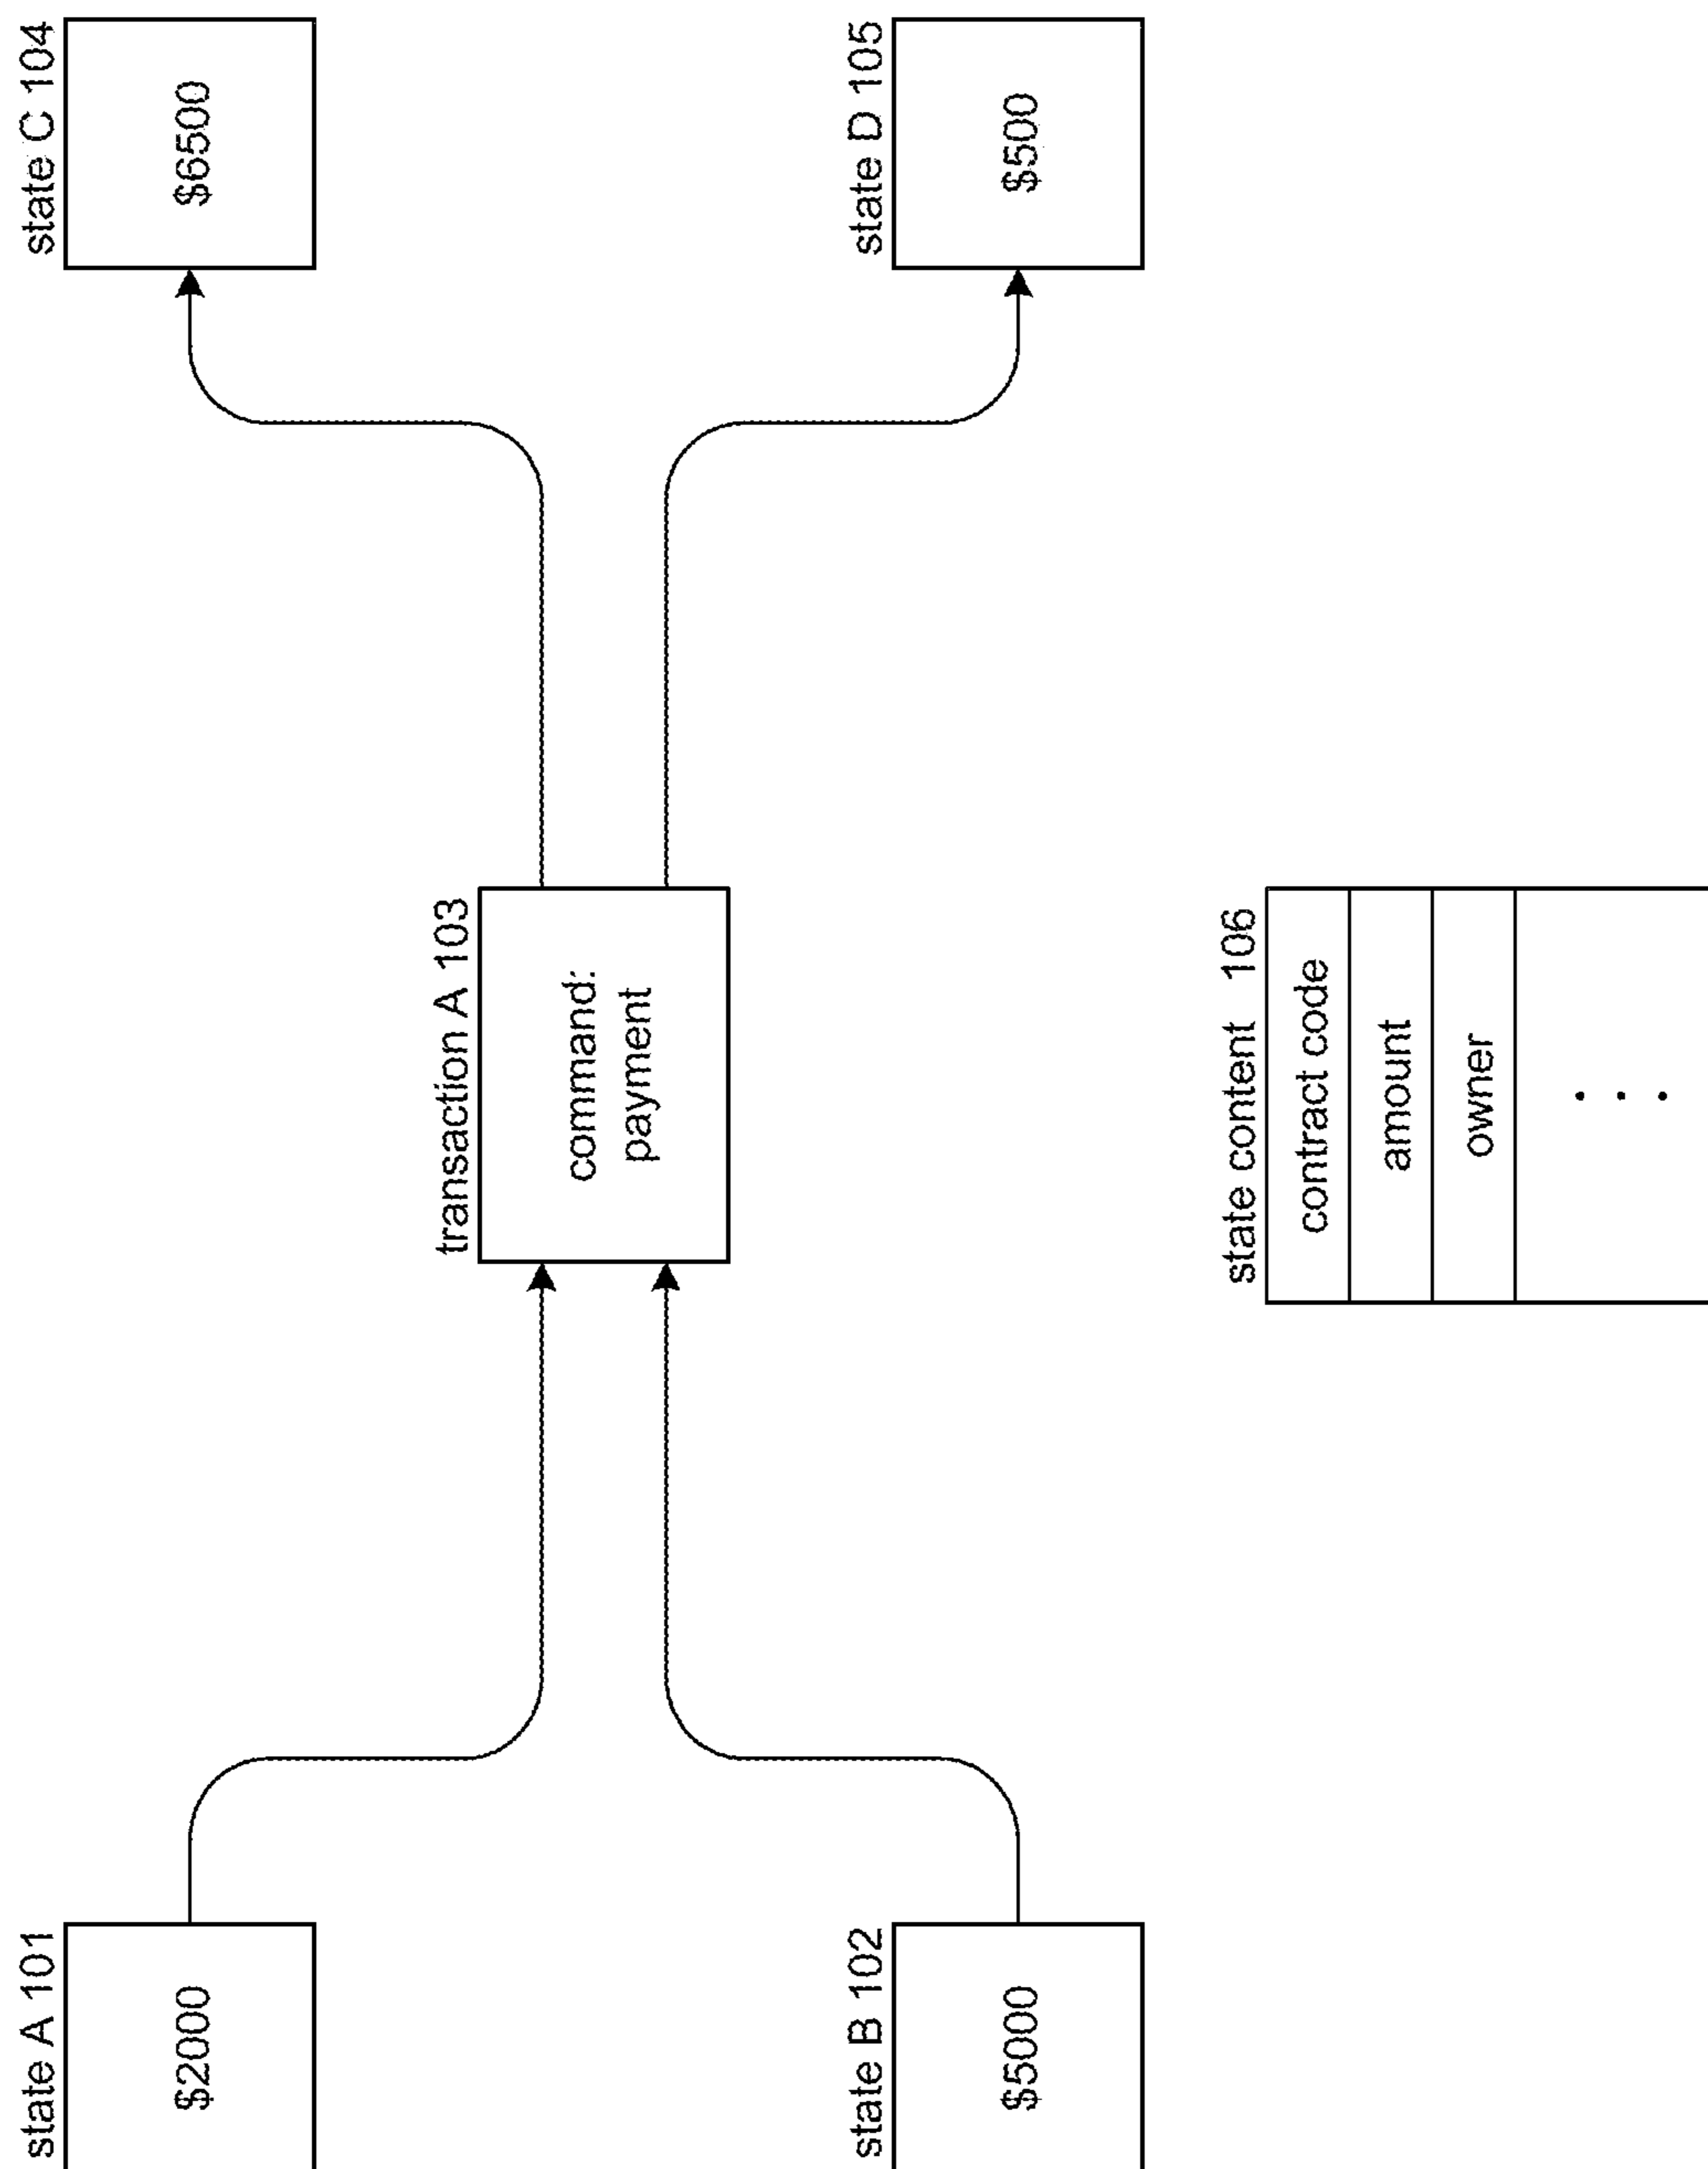 state A 101
$2000
state B 102
$5000
transaction A 103
command:
payment
state C 104
$6500
state D 105
$500
state content 106
contract code
amount
owner
. . .